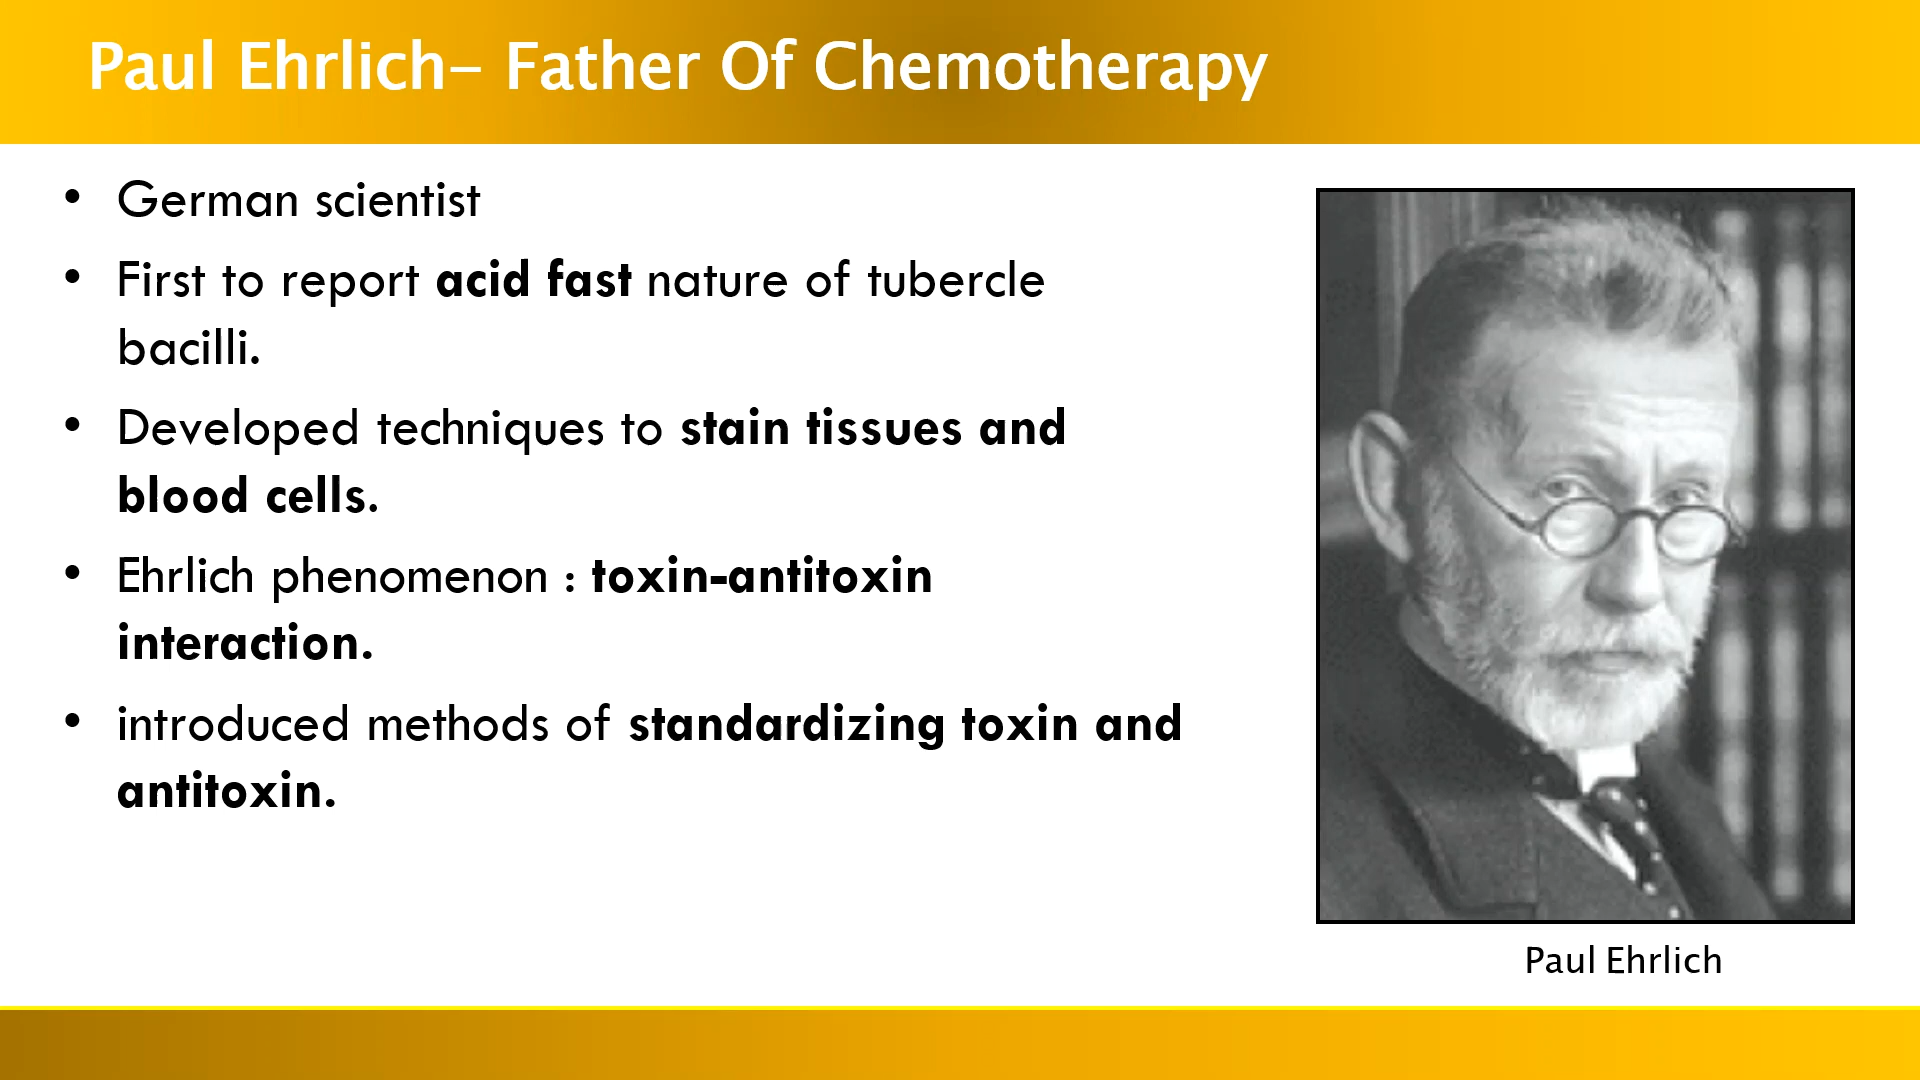 Paul Ehrlich– Father Of Chemotherapy
• German scientist
• First to report acid fast nature of tubercle
bacilli.
• Developed techniques to stain tissues and
blood cells.
• Ehrlich phenomenon : toxin-antitoxin
interaction.
• introduced methods of standardizing toxin and
antitoxin.
Paul Ehrlich